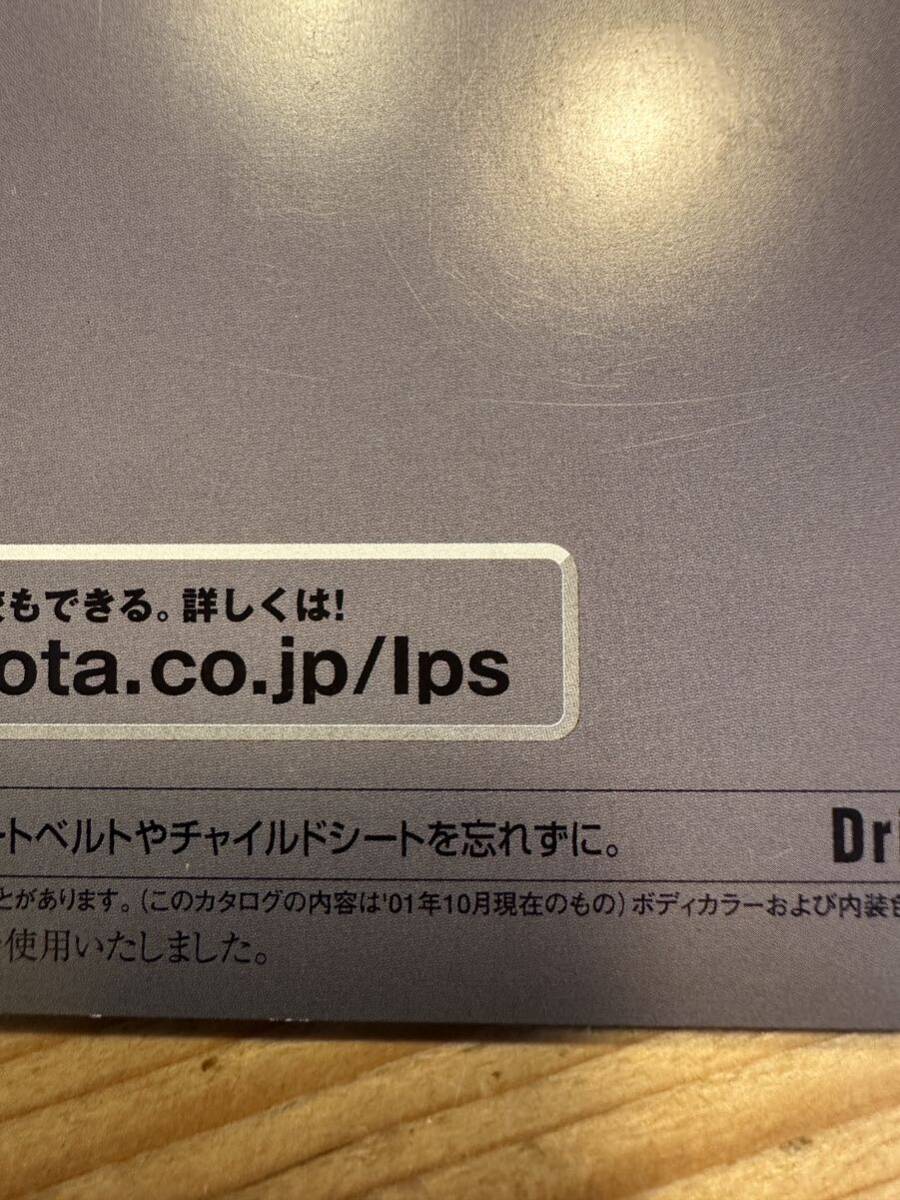 もできる。詳しくは!
ota.co.jp/Ips
ートベルトやチャイルドシートを忘れずに。
Dri
とがあります。(このカタログの内容は'01年10月現在のもの)ボディカラーおよび内装色
使用いたしました。